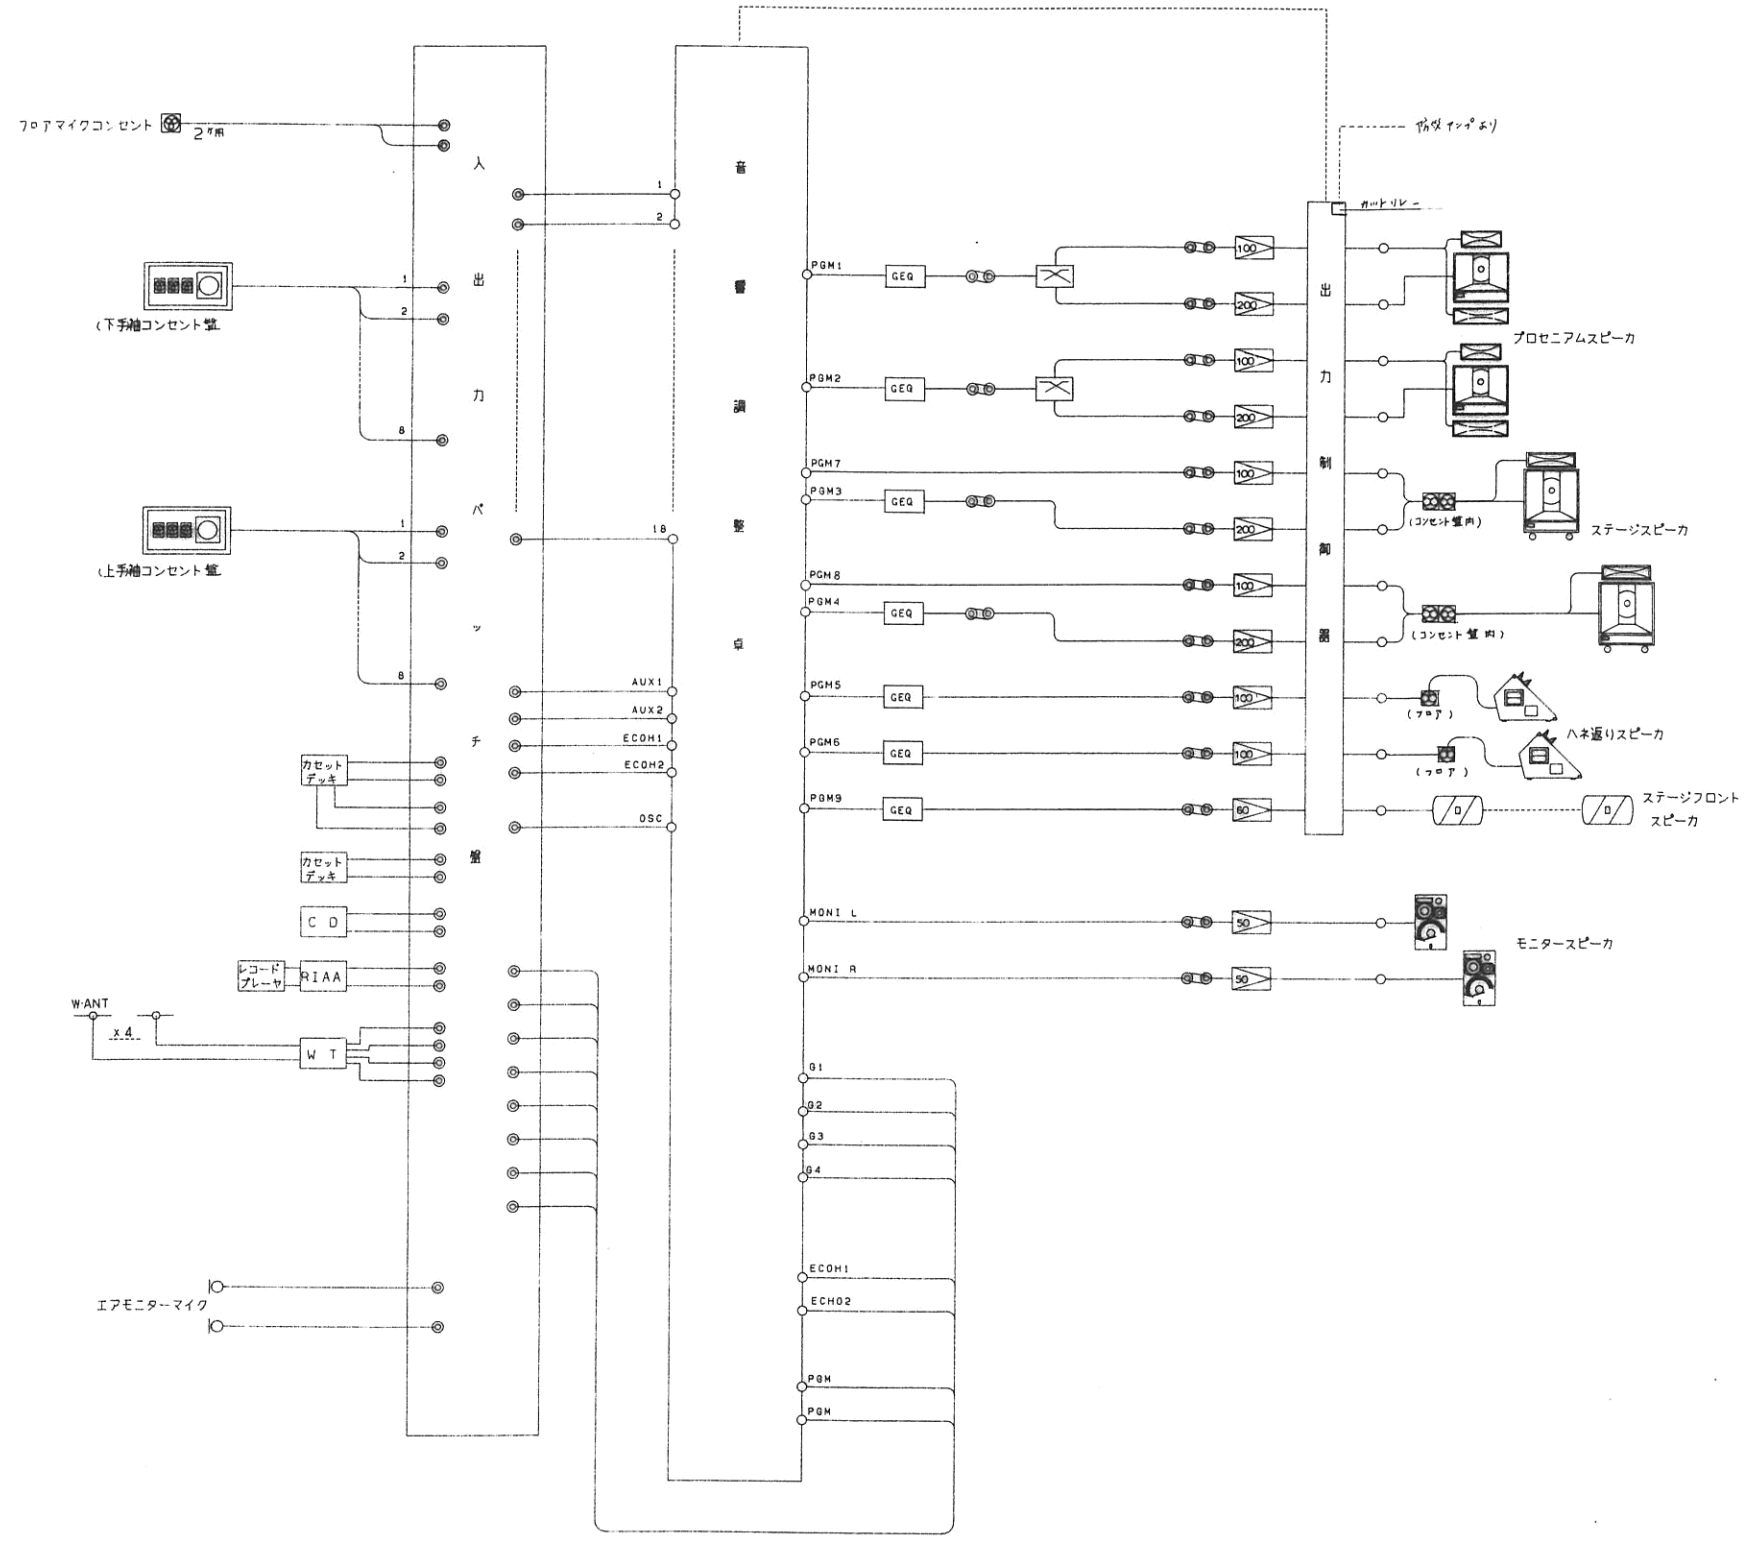 フロアマイクコンセント
2ヶ用
(下手袖コンセント盤
1
2
8
(上手袖コンセント盤
1
2
8
カセット
デッキ
カセット
デッキ
CD
レコード
プレーヤ
RIAA
W・ANT
×4
WT
エアモニターマイク
入出力パッチ盤
1
2
18
AUX1
AUX2
ECOH1
ECOH2
OSC
音響調整卓
PGM1
GEQ
100
200
PGM2
GEQ
100
200
PGM7
100
PGM3
GEQ
200
PGM8
100
PGM4
GEQ
200
PGM5
GEQ
100
PGM6
GEQ
100
PGM9
GEQ
60
MONI L
50
MONI R
50
G1
G2
G3
G4
ECOH1
ECHO2
PGM
PGM
出力制御器
アンプより
カットリレー
プロセニアムスピーカ
(コンセント盤内)
ステージスピーカ
(コンセント盤内)
(フロア)
ハネ返りスピーカ
(フロア)
ステージフロント
スピーカ
モニタースピーカ